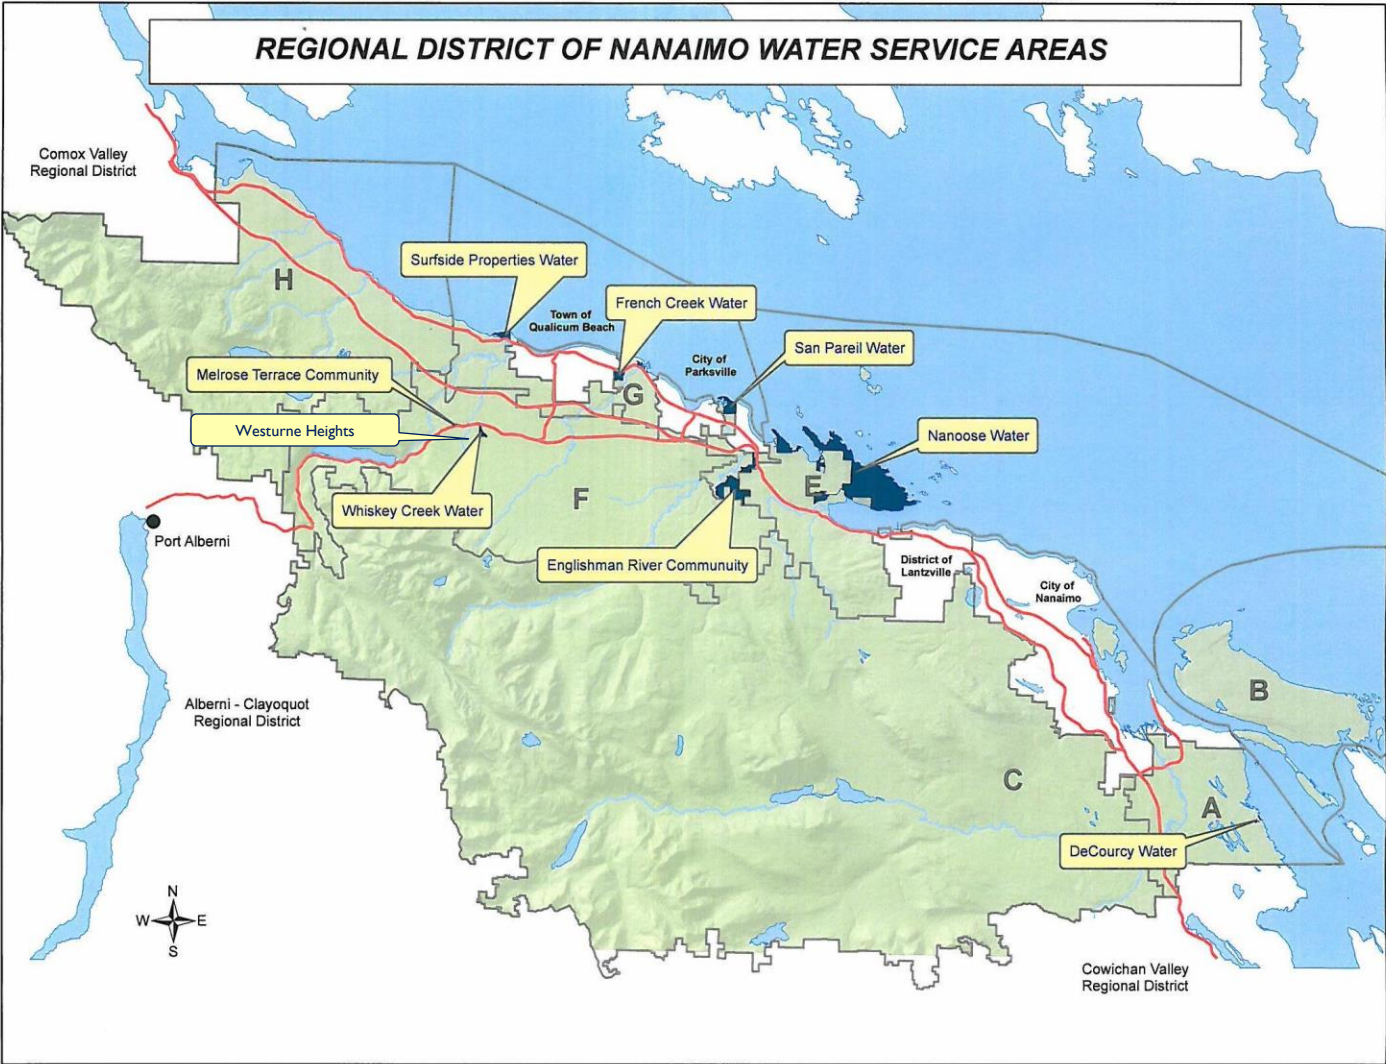 REGIONAL DISTRICT OF NANAIMO WATER SERVICE AREAS
Comox Valley
Regional District
H
Surfside Properties Water
French Creek Water
Town of
Qualicum Beach
San Pareil Water
City of
Parksville
Melrose Terrace Community
G
Westurne Heights
Nanoose Water
E
F
Whiskey Creek Water
Port Alberni
Englishman River Communuity
District of
Lantzville
City of
Nanaimo
B
Alberni - Clayoquot
Regional District
C
A
DeCourcy Water
N
W
E
S
Cowichan Valley
Regional District